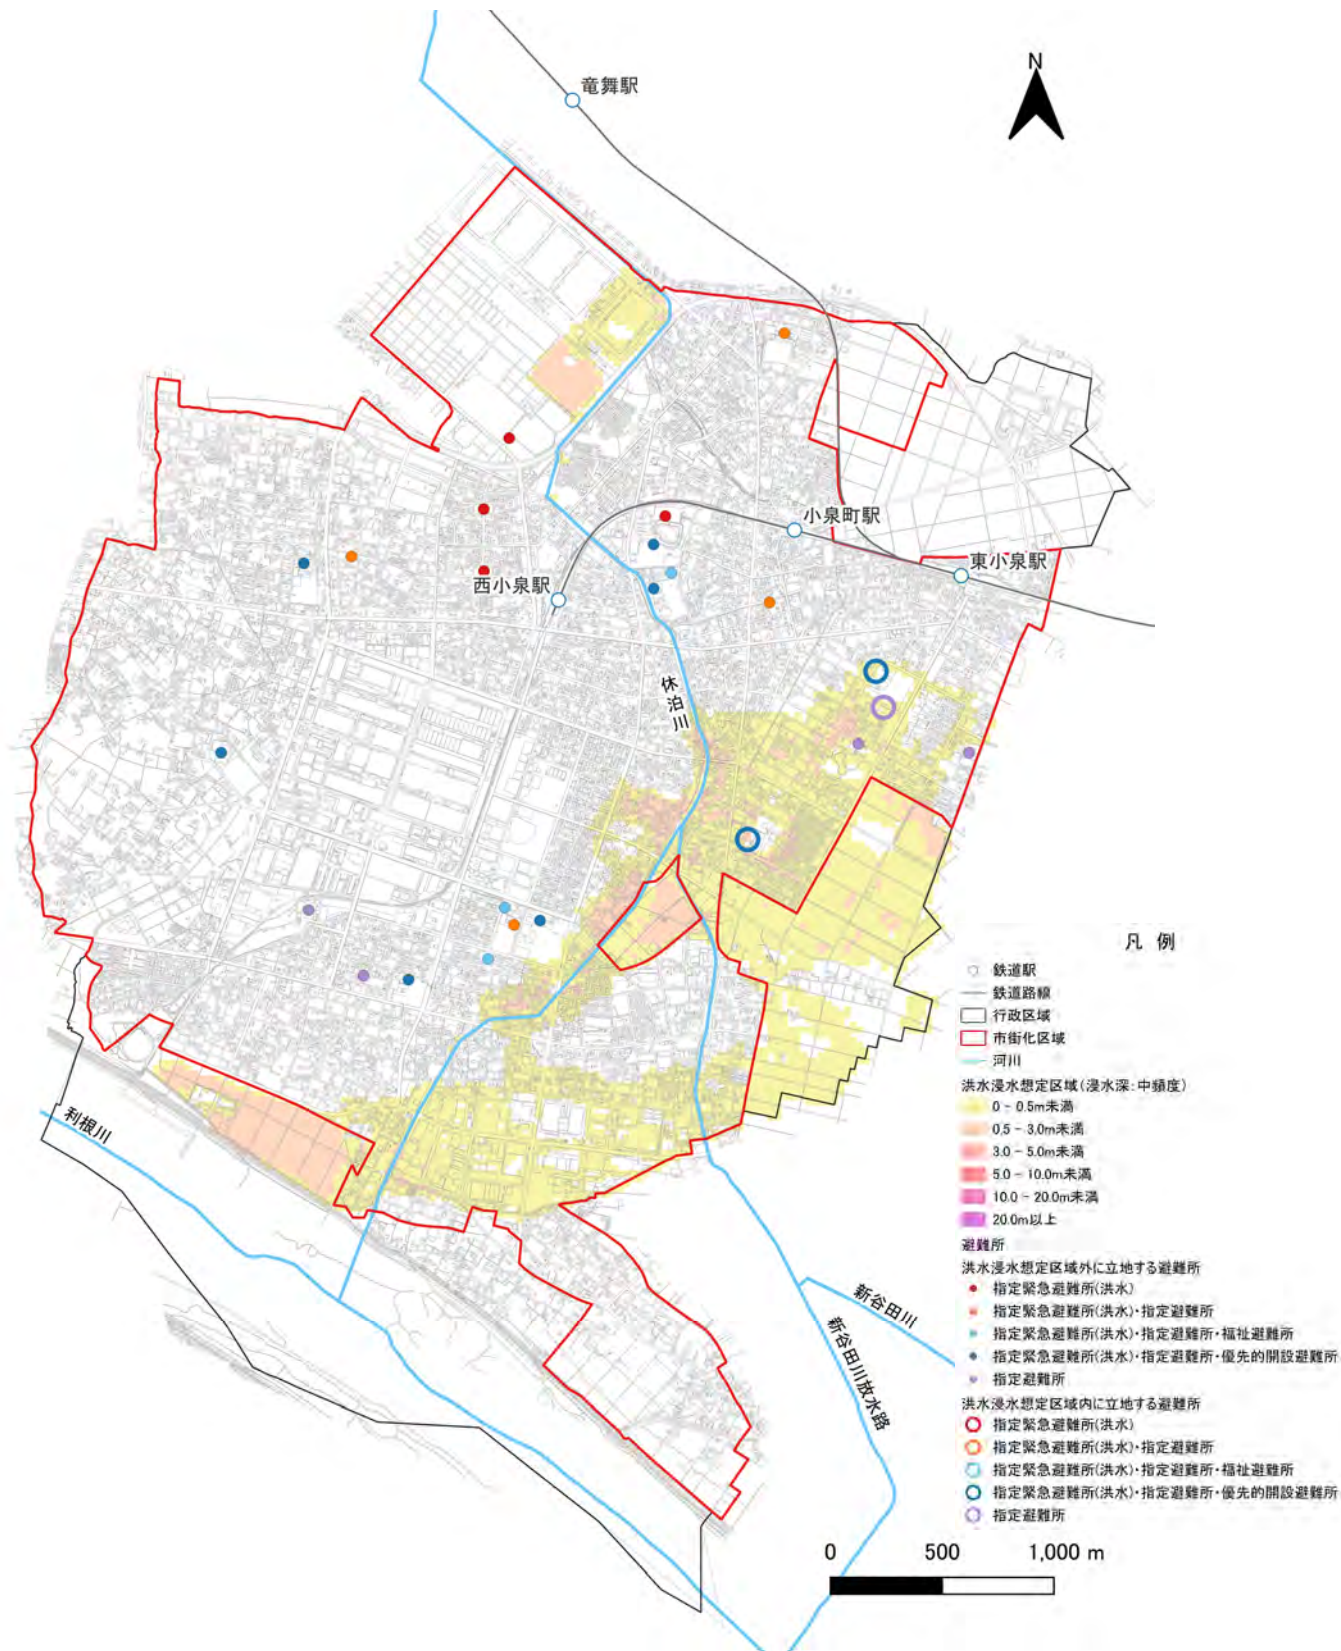 N
竜舞駅
小泉町駅
東小泉駅
西小泉駅
休泊川
利根川
新谷田川
新谷田川放水路
凡 例
鉄道駅
鉄道路線
行政区域
市街化区域
河川
洪水浸水想定区域(浸水深:中頻度)
0 - 0.5m未満
0.5 - 3.0m未満
3.0 - 5.0m未満
5.0 - 10.0m未満
10.0 - 20.0m未満
20.0m以上
避難所
洪水浸水想定区域外に立地する避難所
指定緊急避難所(洪水)
指定緊急避難所(洪水)・指定避難所
指定緊急避難所(洪水)・指定避難所・福祉避難所
指定緊急避難所(洪水)・指定避難所・優先的開設避難所
指定避難所
洪水浸水想定区域内に立地する避難所
指定緊急避難所(洪水)
指定緊急避難所(洪水)・指定避難所
指定緊急避難所(洪水)・指定避難所・福祉避難所
指定緊急避難所(洪水)・指定避難所・優先的開設避難所
指定避難所
0 500 1,000 m